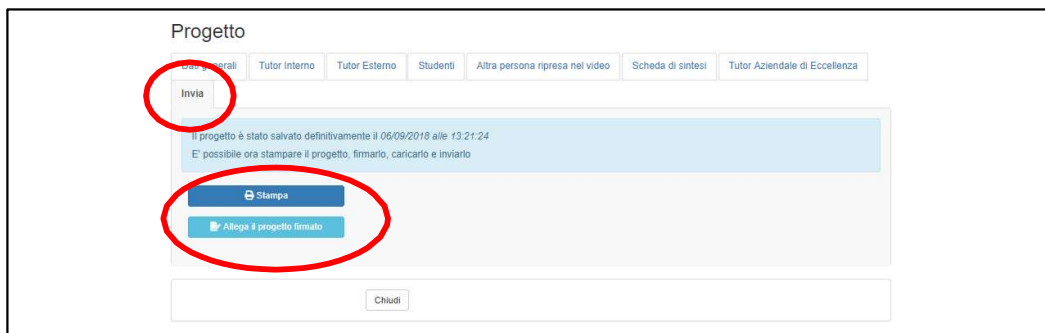 Progetto
Dati generali Tutor Interno Tutor Esterno Studenti Altra persona ripresa nel video Scheda di sintesi Tutor Aziendale di Eccellenza
Invia
Il progetto è stato salvato definitivamente il 06/09/2018 alle 13:21:24
E' possibile ora stampare il progetto, firmarlo, caricarlo e inviarlo
Stampa
Allega il progetto firmato
Chiudi